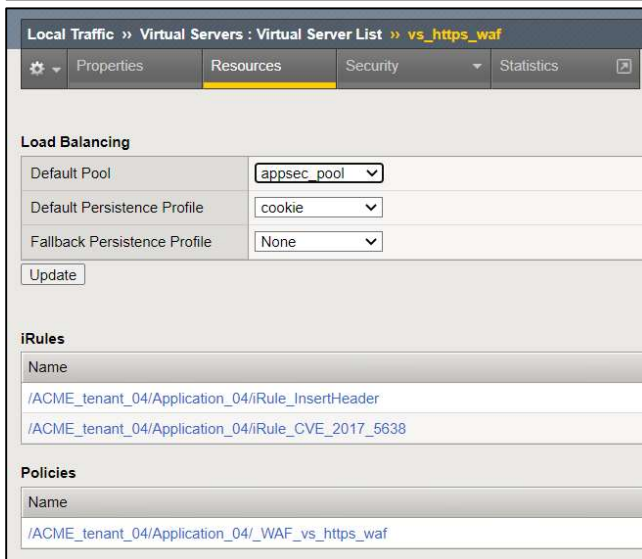 Local Traffic ›› Virtual Servers : Virtual Server List ›› vs_https_waf
Properties Resources Security Statistics
Load Balancing
Default Pool appsec_pool
Default Persistence Profile cookie
Fallback Persistence Profile None
Update
iRules
Name
/ACME_tenant_04/Application_04/iRule_InsertHeader
/ACME_tenant_04/Application_04/iRule_CVE_2017_5638
Policies
Name
/ACME_tenant_04/Application_04/_WAF_vs_https_waf